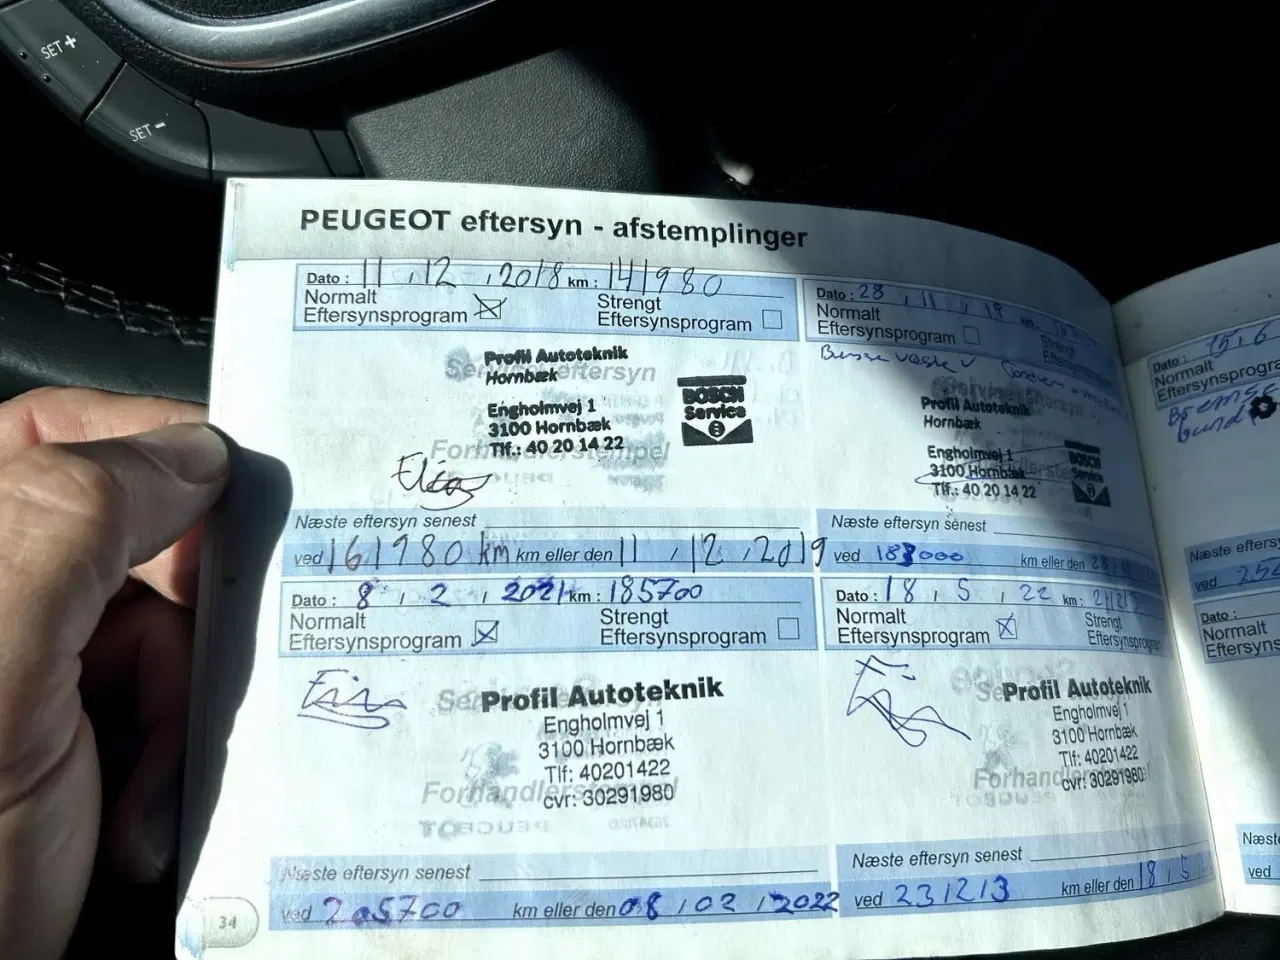 SET +
SET -
PEUGEOT eftersyn - afstemplinger
Dato : 11 , 12 , 2018 km : 141980
Normalt
Eftersynsprogram
Strengt
Eftersynsprogram
Profil Autoteknik
Hornbæk
Engholmvej 1
3100 Hornbæk
Tlf.: 40 20 14 22
BOSCH
Service
Næste eftersyn senest
ved 161980 km km eller den 11 , 12 , 2019
Dato : 28 , 11 , 19 km :
Normalt
Eftersynsprogram
Strengt
Profil Autoteknik
Hornbæk
Engholmvej 1
3100 Hornbæk
Tlf.: 40 20 14 22
BOSCH
Service
Næste eftersyn senest
ved 183000 km eller den
Dato : 8 , 2 , 2021 km : 185700
Normalt
Eftersynsprogram
Strengt
Eftersynsprogram
Profil Autoteknik
Engholmvej 1
3100 Hornbæk
Tlf: 40201422
cvr: 30291980
Forhandlerstempel
Næste eftersyn senest
ved 205700 km eller den 08 , 02 , 2022
Dato : 18 , 5 , 22 km :
Normalt
Eftersynsprogram
Strengt
Eftersynsprogram
Profil Autoteknik
Engholmvej 1
3100 Hornbæk
Tlf: 40201422
cvr: 30291980
Næste eftersyn senest
ved 231213 km eller den 18 , 5
34
Dato : 15,6
Normalt
Eftersynsprogram
Næste eftersyn
ved
Dato :
Normalt
Eftersyns
Næste
ved